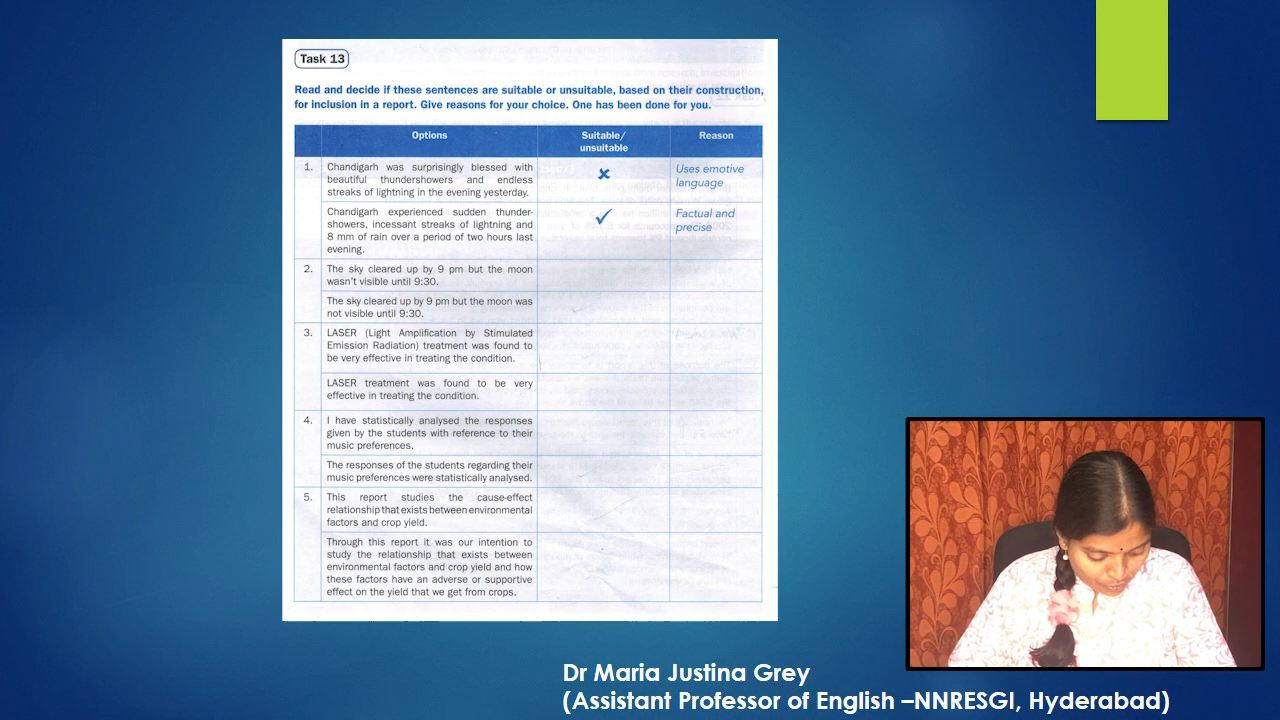 Task 13
Read and decide if these sentences are suitable or unsuitable, based on their construction,
for inclusion in a report. Give reasons for your choice. One has been done for you.
Options
Suitable/
unsuitable
Reason
1.
Chandigarh was surprisingly blessed with
beautiful thundershowers and endless
streaks of lightning in the evening yesterday.
✘
Uses emotive
language
Chandigarh experienced sudden thunder-
showers, incessant streaks of lightning and
8 mm of rain over a period of two hours last
evening.
✓
Factual and
precise
2.
The sky cleared up by 9 pm but the moon
wasn't visible until 9:30.
The sky cleared up by 9 pm but the moon was
not visible until 9:30.
3.
LASER (Light Amplification by Stimulated
Emission Radiation) treatment was found to
be very effective in treating the condition.
LASER treatment was found to be very
effective in treating the condition.
4.
I have statistically analysed the responses
given by the students with reference to their
music preferences.
The responses of the students regarding their
music preferences were statistically analysed.
5.
This report studies the cause-effect
relationship that exists between environmental
factors and crop yield.
Through this report it was our intention to
study the relationship that exists between
environmental factors and crop yield and how
these factors have an adverse or supportive
effect on the yield that we get from crops.
Dr Maria Justina Grey
(Assistant Professor of English –NNRESGI, Hyderabad)